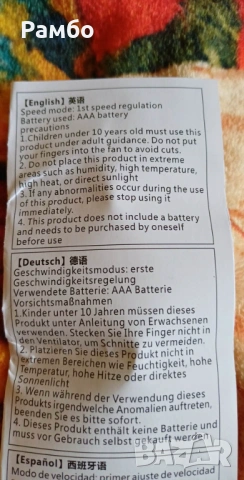 Рамбо
【English】英语
Speed mode: 1st speed regulation
Battery used: AAA battery
precautions
1.Children under 10 years old must use this
product under adult guidance. Do not put
your fingers into the fan to avoid cuts.
2. Do not place this product in extreme
areas such as humidity, high temperature,
high heat, or direct sunlight
3. If any abnormalities occur during the use
of this product, please stop using it
immediately.
4. This product does not include a battery
and needs to be purchased by oneself
before use
【Deutsch】德语
Geschwindigkeitsmodus: erste
Geschwindigkeitsregelung
Verwendete Batterie: AAA Batterie
Vorsichtsmaßnahmen
1.Kinder unter 10 Jahren müssen dieses
Produkt unter Anleitung von Erwachsenen
verwenden. Stecken Sie Ihre Finger nicht in
den Ventilator, um Schnitte zu vermeiden.
2. Platzieren Sie dieses Produkt nicht in
extremen Bereichen wie Feuchtigkeit, hohe
Temperatur, hohe Hitze oder direktes
Sonnenlicht
3. Wenn während der Verwendung dieses
Produkts irgendwelche Anomalien auftreten,
beenden Sie es bitte sofort.
4. Dieses Produkt enthält keine Batterie und
muss vor Gebrauch selbst gekauft werden
【Español】西班牙语
Modo de velocidad: primer ajuste de velocidad
bazar